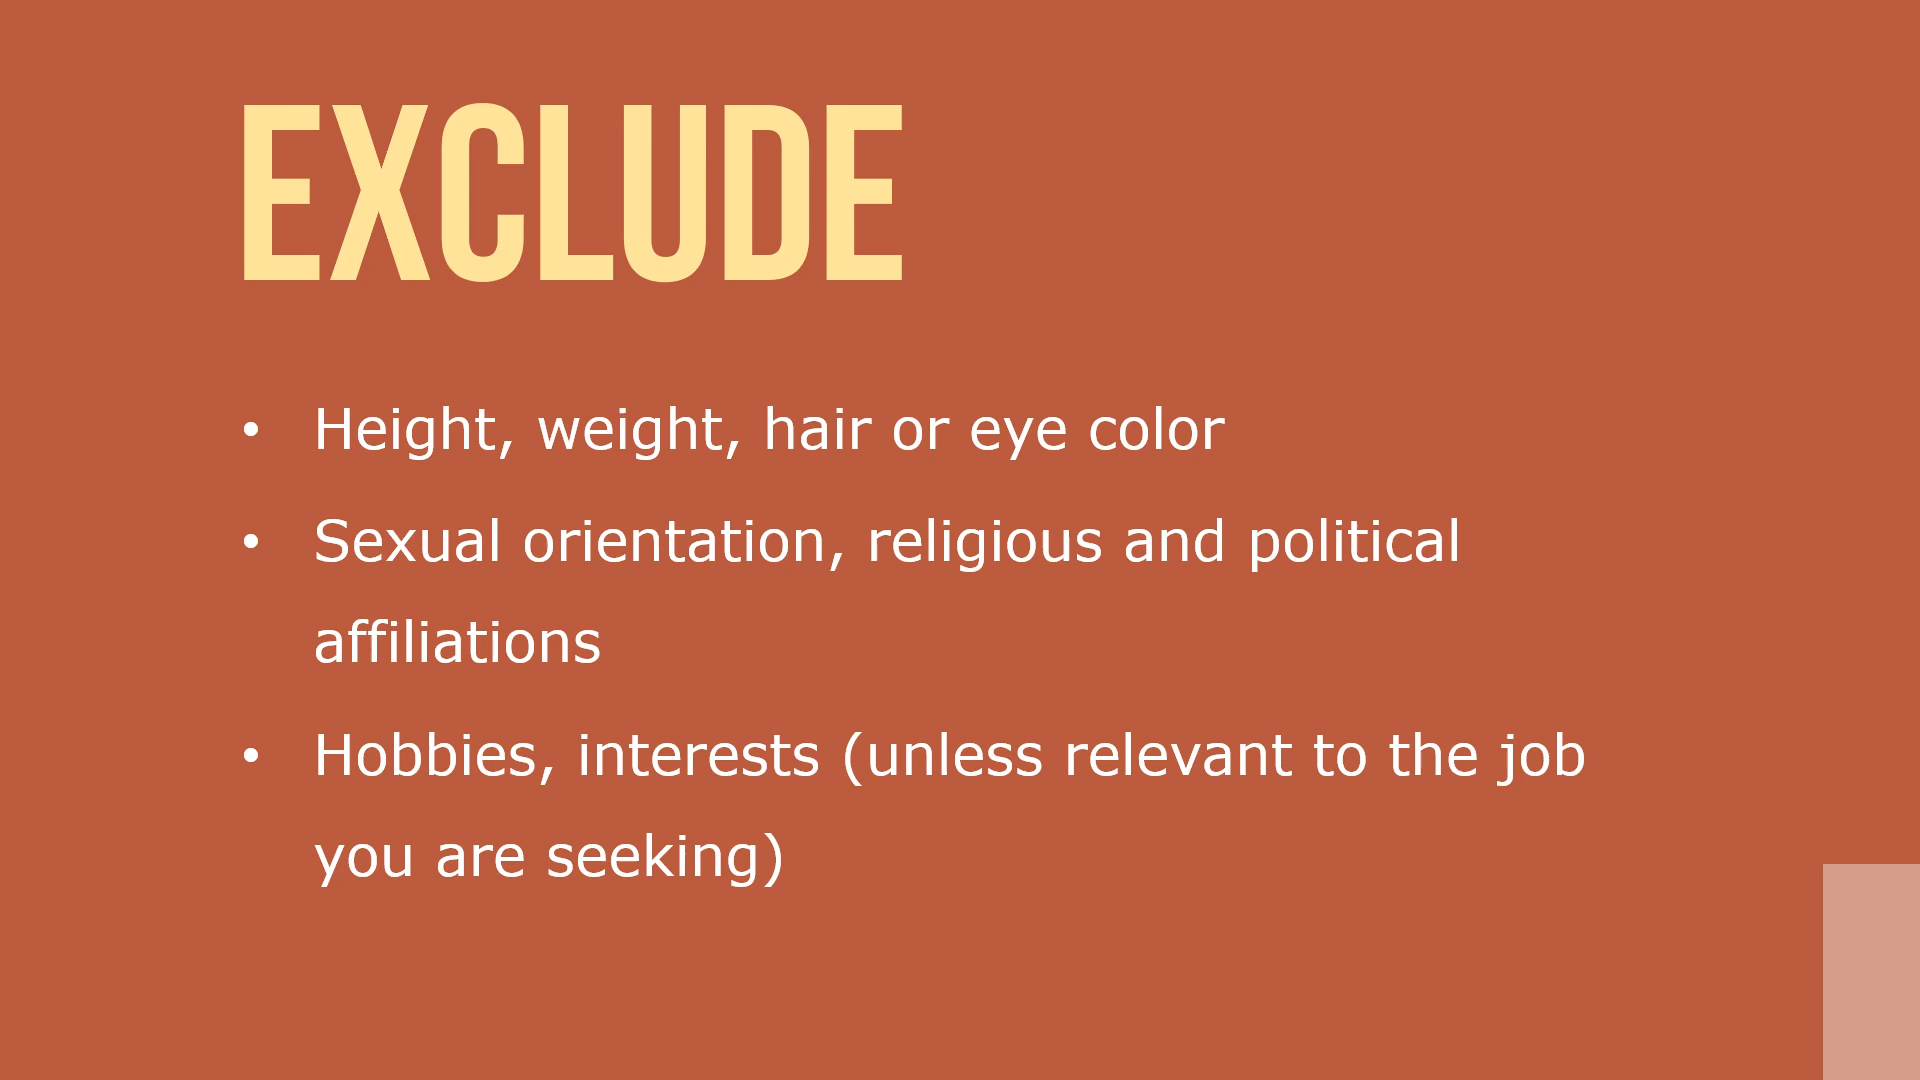 EXCLUDE
• Height, weight, hair or eye color
• Sexual orientation, religious and political
affiliations
• Hobbies, interests (unless relevant to the job
you are seeking)